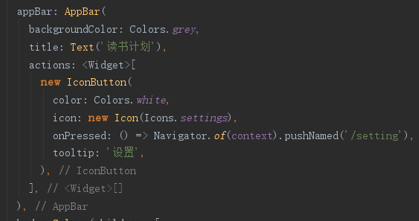 appBar: AppBar(
backgroundColor: Colors.grey,
title: Text('读书计划'),
actions: <Widget>[
new IconButton(
color: Colors.white,
icon: new Icon(Icons.settings),
onPressed: () => Navigator.of(context).pushNamed('/setting'),
tooltip: '设置',
), // IconButton
], // <Widget>[]
), // AppBar